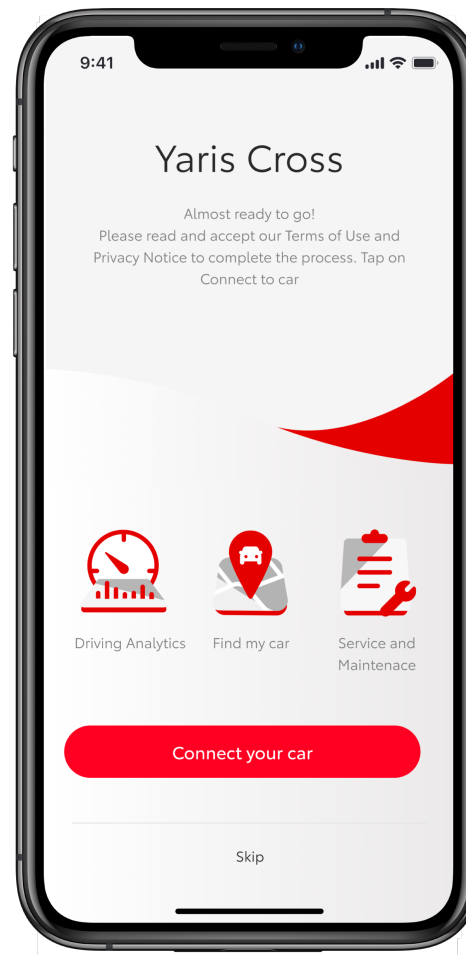 9:41
Yaris Cross
Almost ready to go!
Please read and accept our Terms of Use and
Privacy Notice to complete the process. Tap on
Connect to car
Driving Analytics
Find my car
Service and
Maintenace
Connect your car
Skip